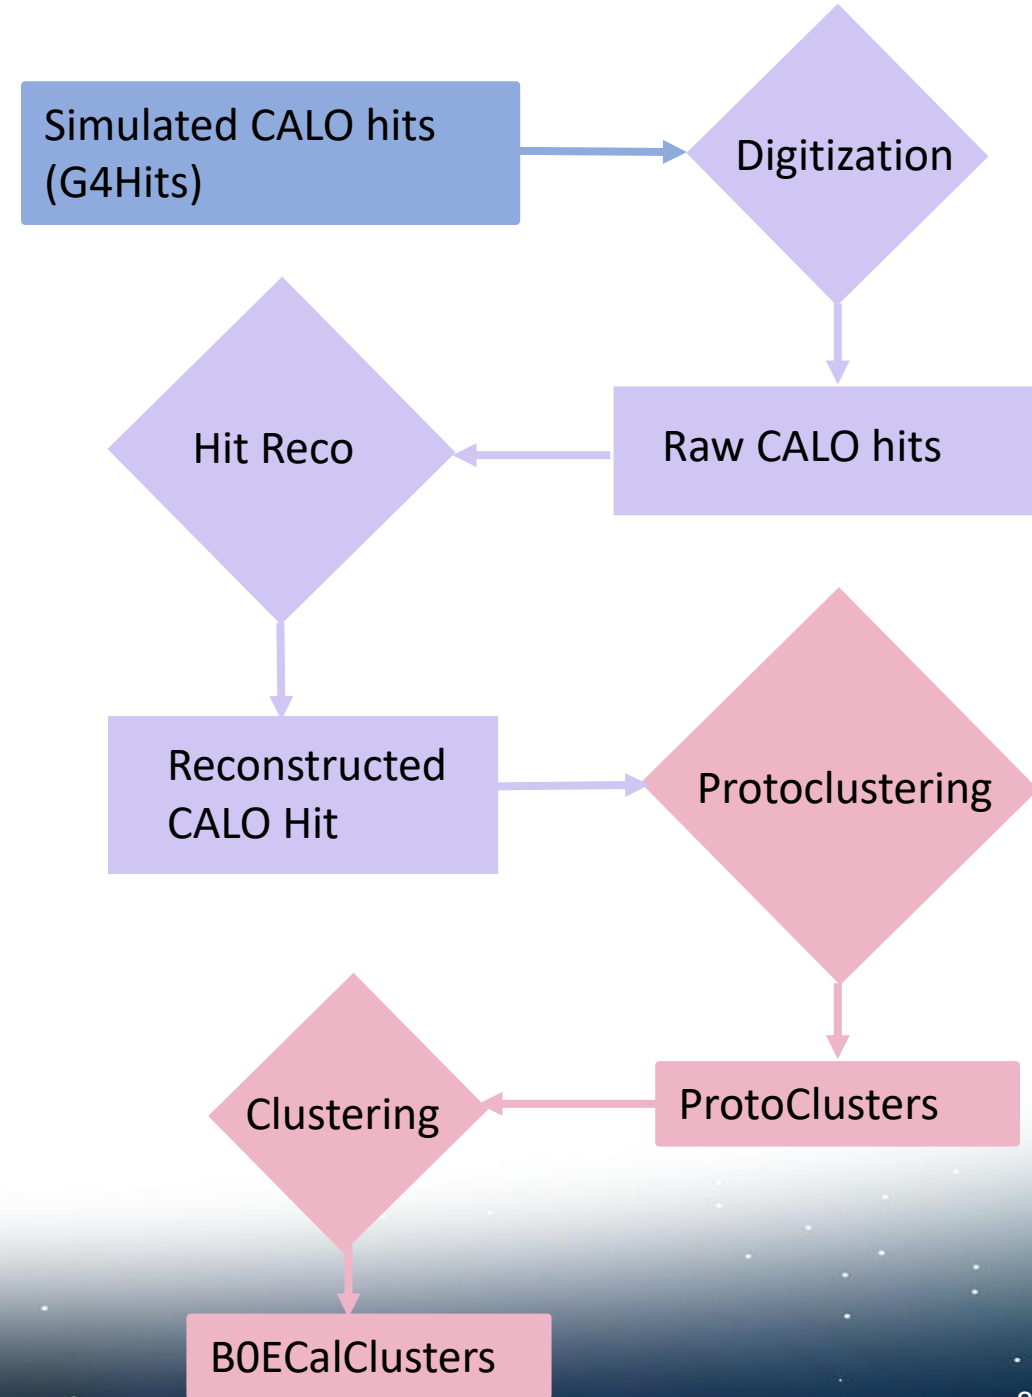 Simulated CALO hits
(G4Hits)
Digitization
Raw CALO hits
Hit Reco
Reconstructed
CALO Hit
Protoclustering
ProtoClusters
Clustering
B0ECalClusters